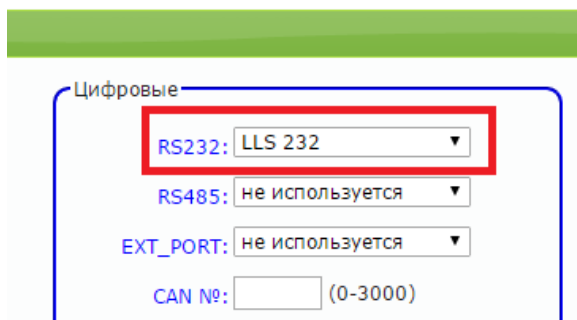 Цифровые
RS232: LLS 232
RS485: не используется
EXT_PORT: не используется
CAN №: (0-3000)